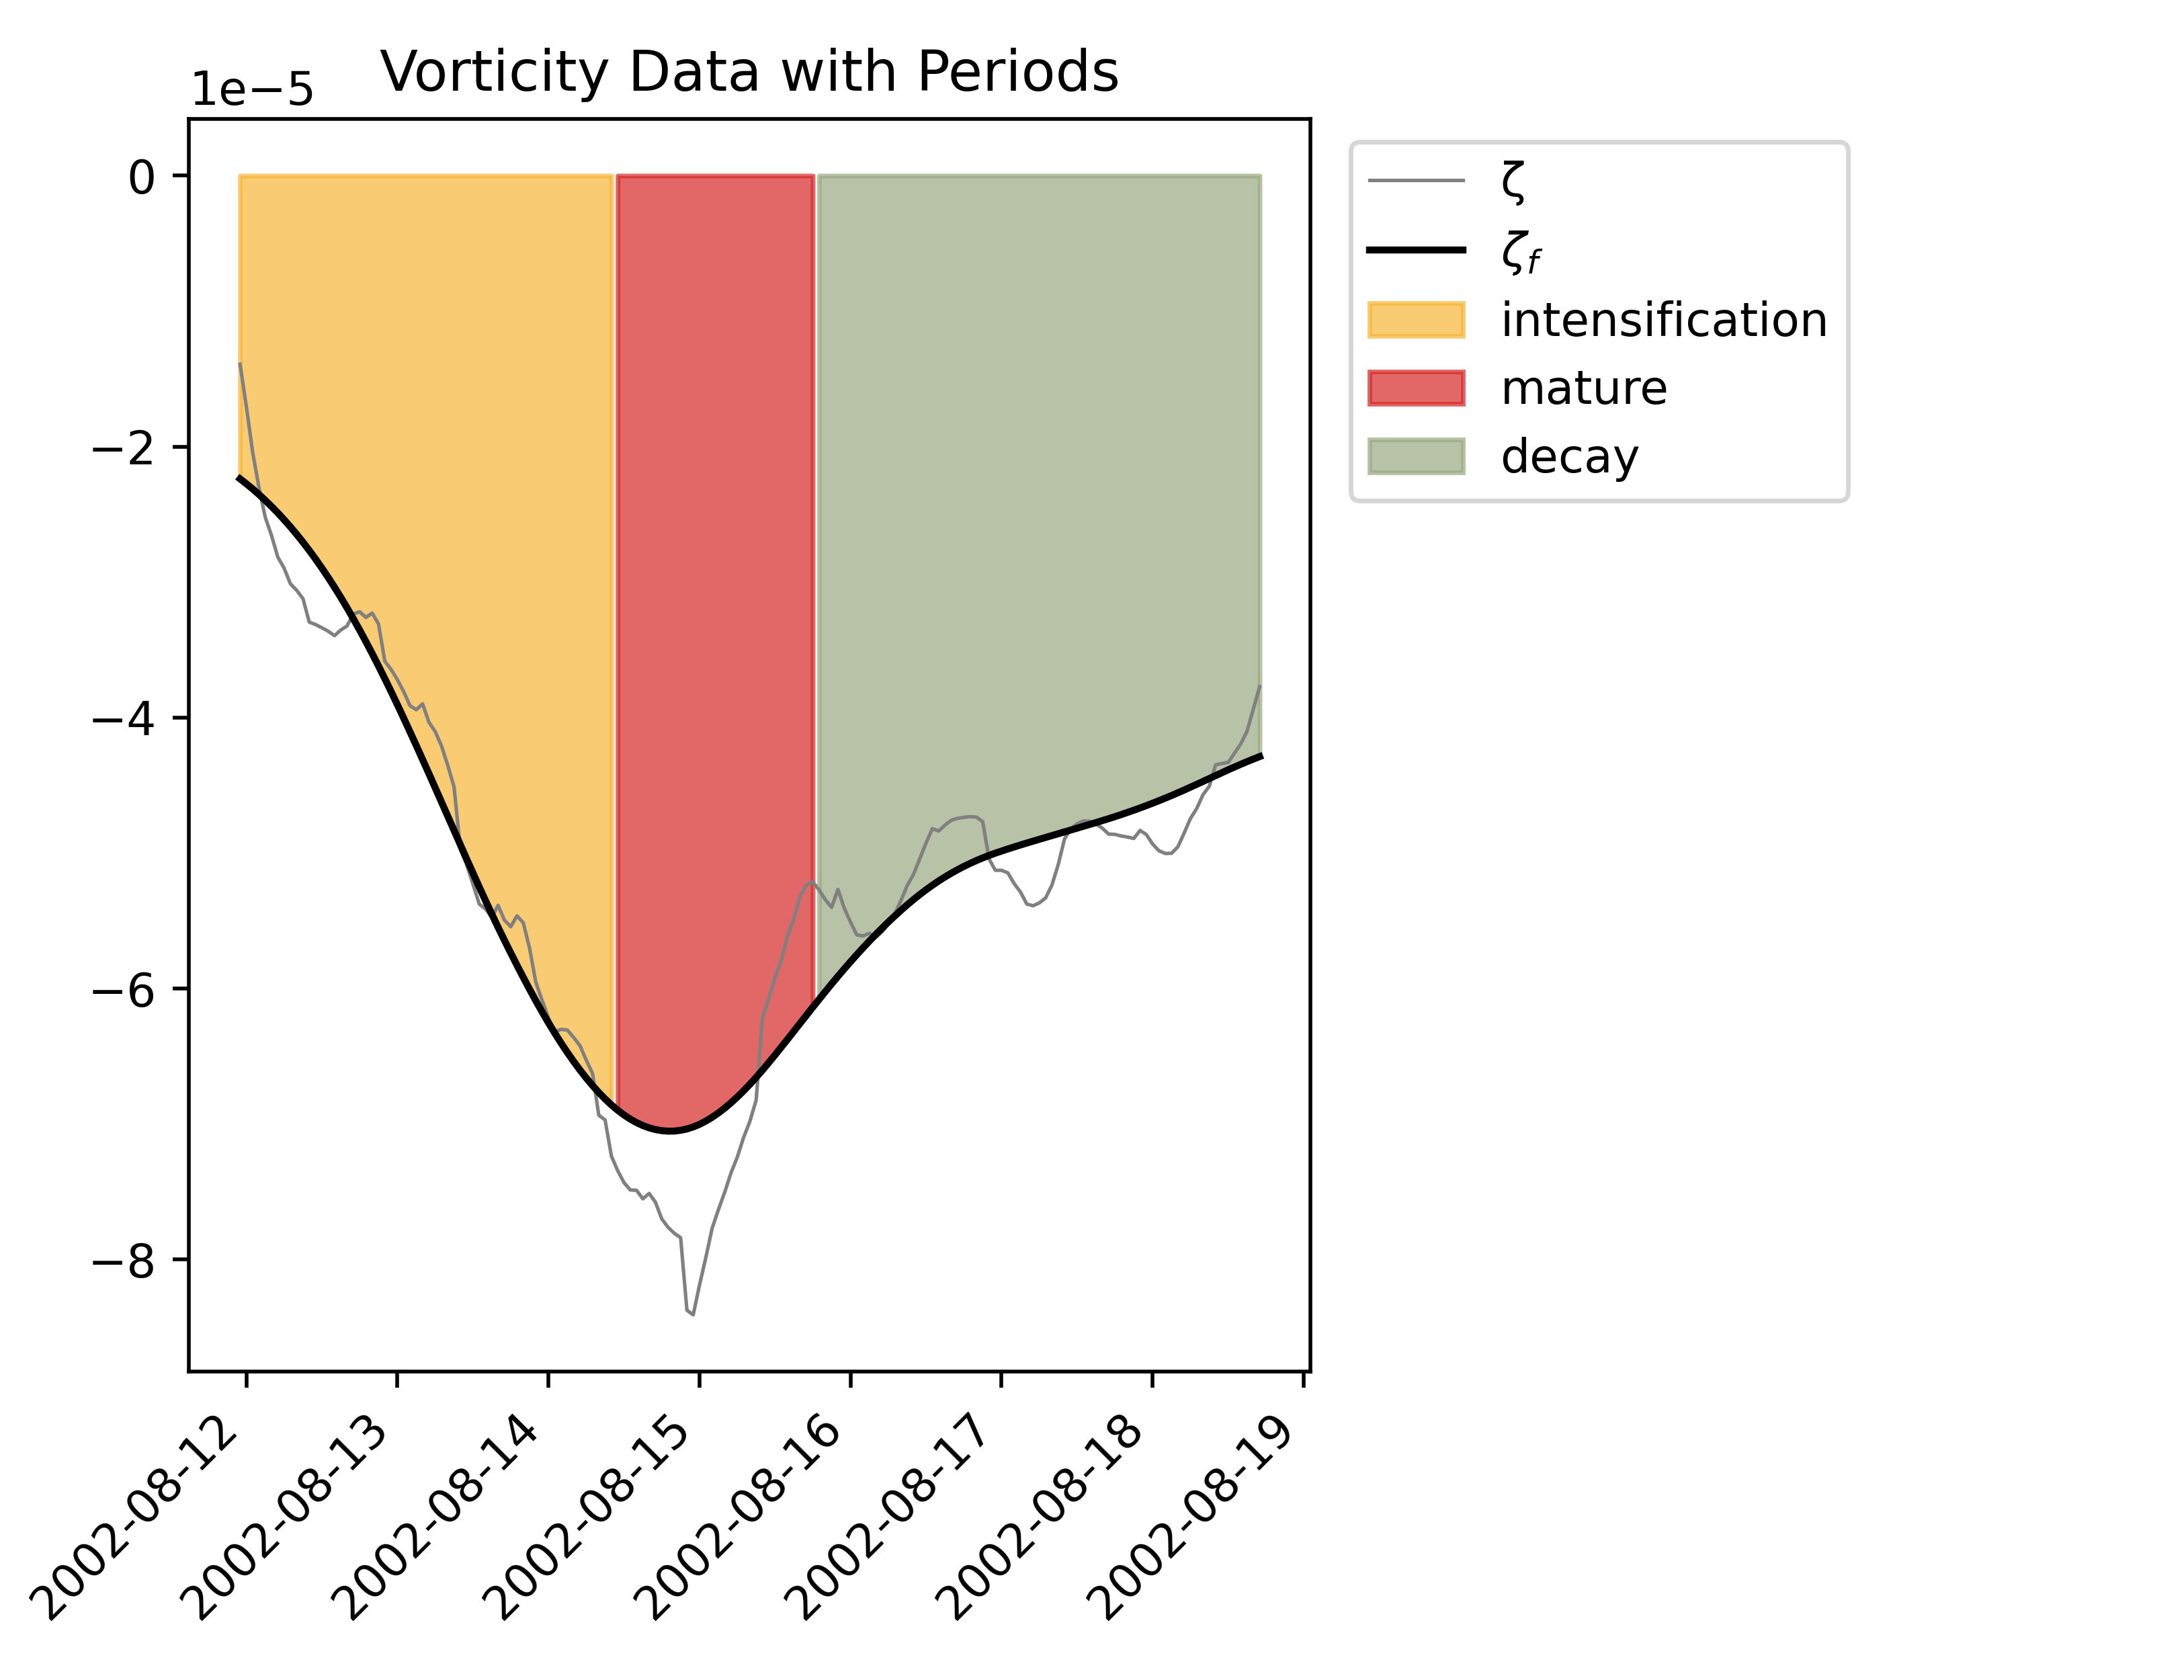 Vorticity Data with Periods
1e−5
0
−2
−4
−6
−8
2002-08-12
2002-08-13
2002-08-14
2002-08-15
2002-08-16
2002-08-17
2002-08-18
2002-08-19
ζ
ζf
intensification
mature
decay